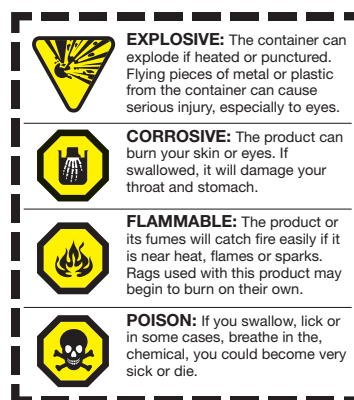 EXPLOSIVE: The container can
explode if heated or punctured.
Flying pieces of metal or plastic
from the container can cause
serious injury, especially to eyes.
CORROSIVE: The product can
burn your skin or eyes. If
swallowed, it will damage your
throat and stomach.
FLAMMABLE: The product or
its fumes will catch fire easily if it
is near heat, flames or sparks.
Rags used with this product may
begin to burn on their own.
POISON: If you swallow, lick or
in some cases, breathe in the,
chemical, you could become very
sick or die.